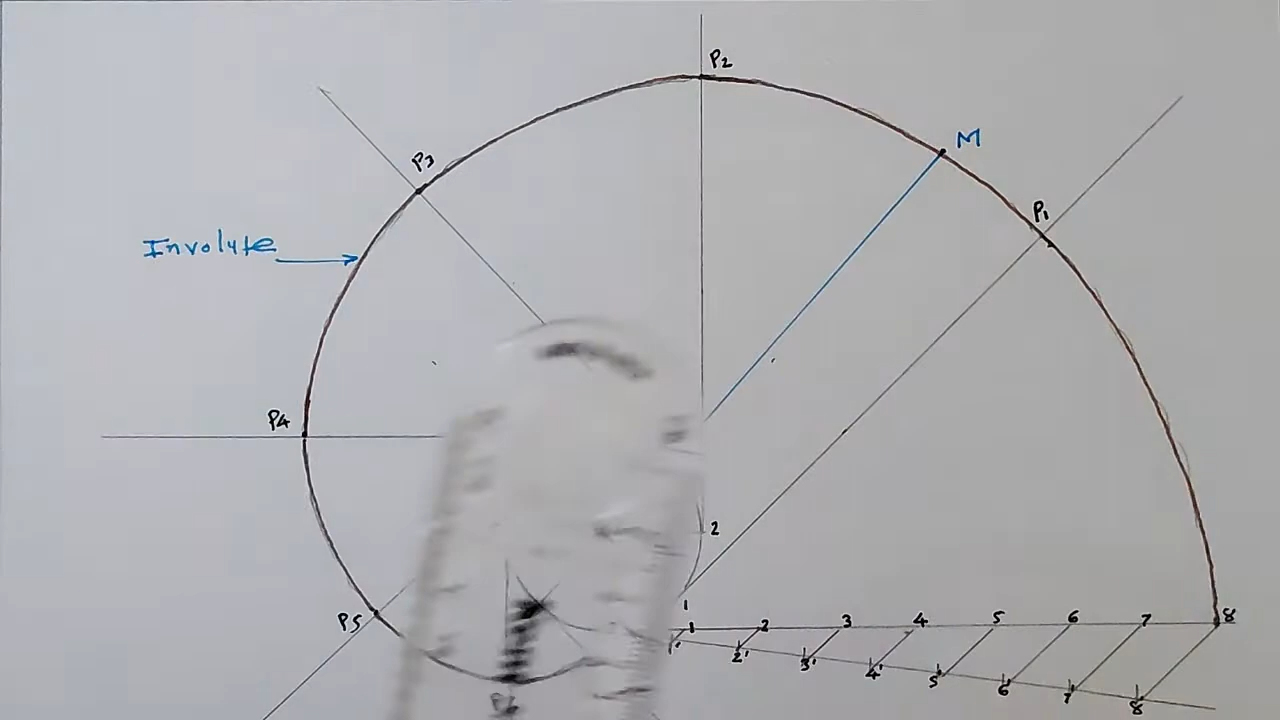 P2
M
P3
P1
Involute
P4
2
P5
1
1 2 3 4 5 6 7 8
1' 2' 3' 4' 5' 6' 7' 8
P6